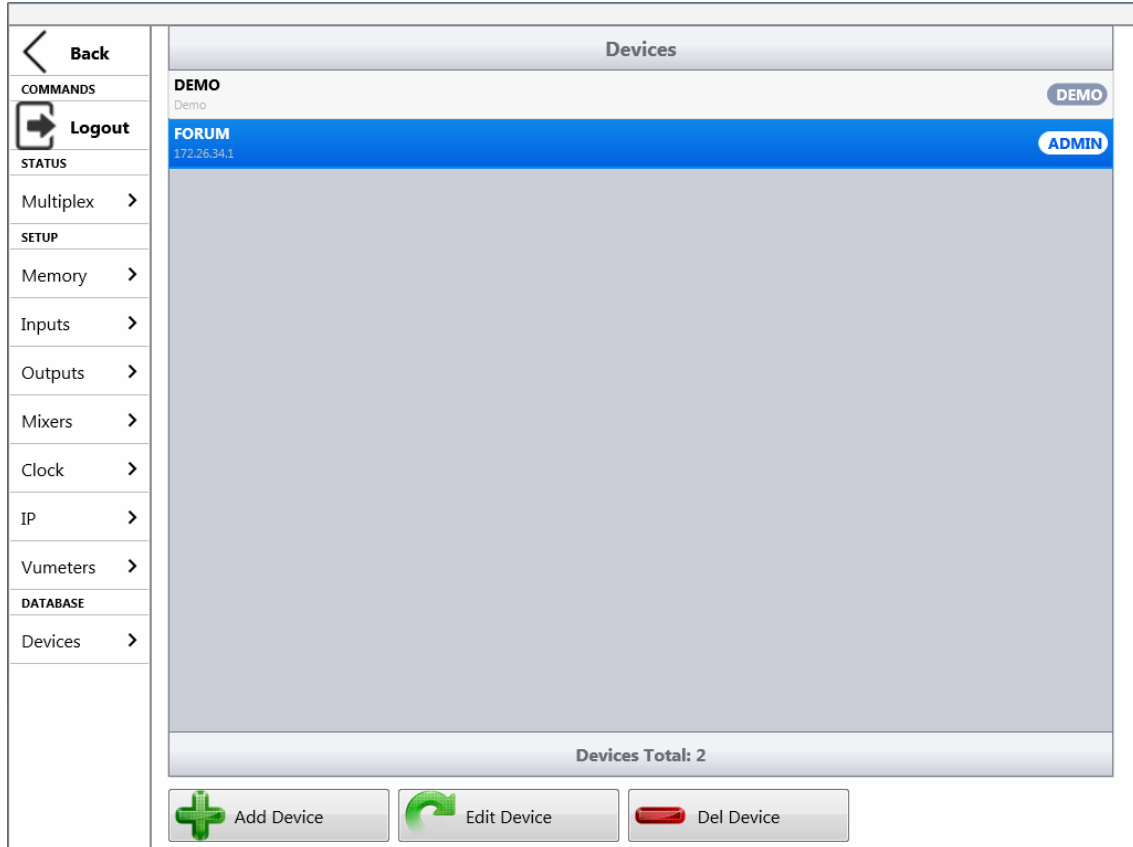 Back
COMMANDS
Logout
STATUS
Multiplex
SETUP
Memory
Inputs
Outputs
Mixers
Clock
IP
Vumeters
DATABASE
Devices
Devices
DEMO
Demo
DEMO
FORUM
172.26.34.1
ADMIN
Devices Total: 2
Add Device
Edit Device
Del Device